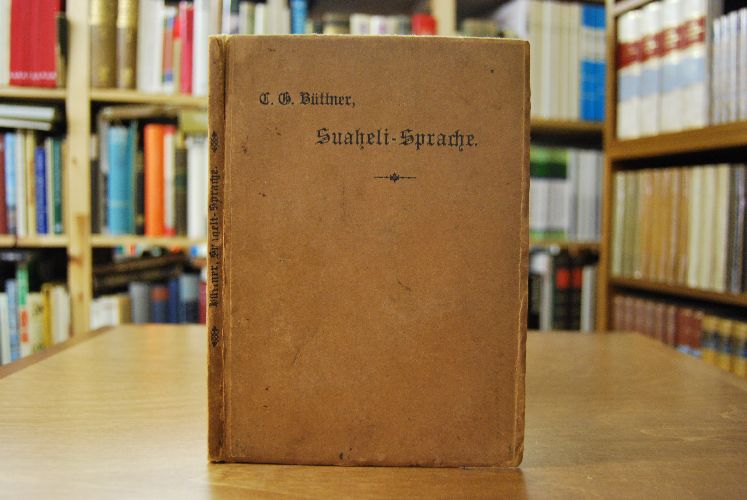 C. G. Büttner,
Suaheli-Sprache.
Büttner, Suaheli-Sprache.